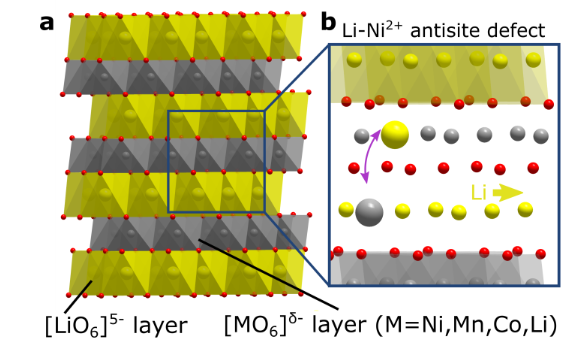 a
b
Li-Ni²⁺ antisite defect
Li
[LiO₆]⁵⁻ layer
[MO₆]ᵟ⁻ layer (M=Ni,Mn,Co,Li)